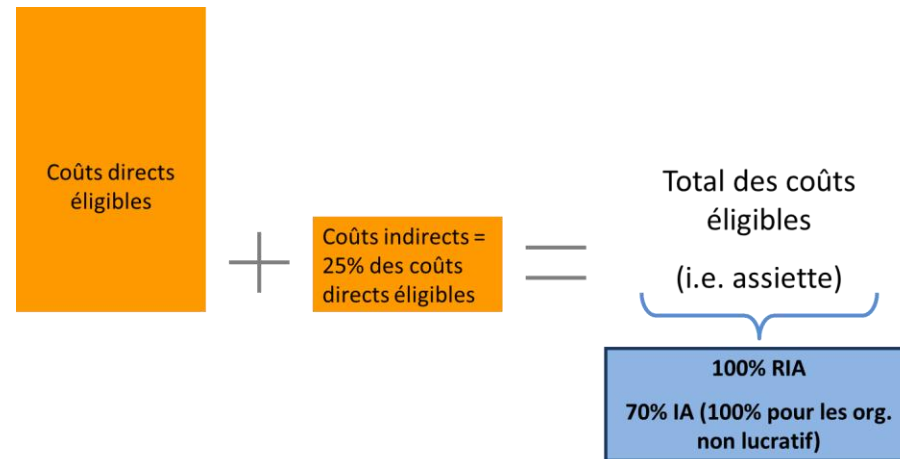 Coûts directs
éligibles
Coûts indirects =
25% des coûts
directs éligibles
Total des coûts
éligibles
(i.e. assiette)
100% RIA
70% IA (100% pour les org.
non lucratif)